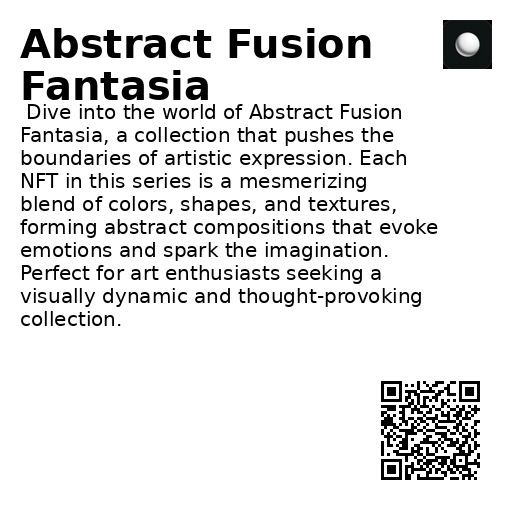 Abstract Fusion
Fantasia
Dive into the world of Abstract Fusion
Fantasia, a collection that pushes the
boundaries of artistic expression. Each
NFT in this series is a mesmerizing
blend of colors, shapes, and textures,
forming abstract compositions that evoke
emotions and spark the imagination.
Perfect for art enthusiasts seeking a
visually dynamic and thought-provoking
collection.